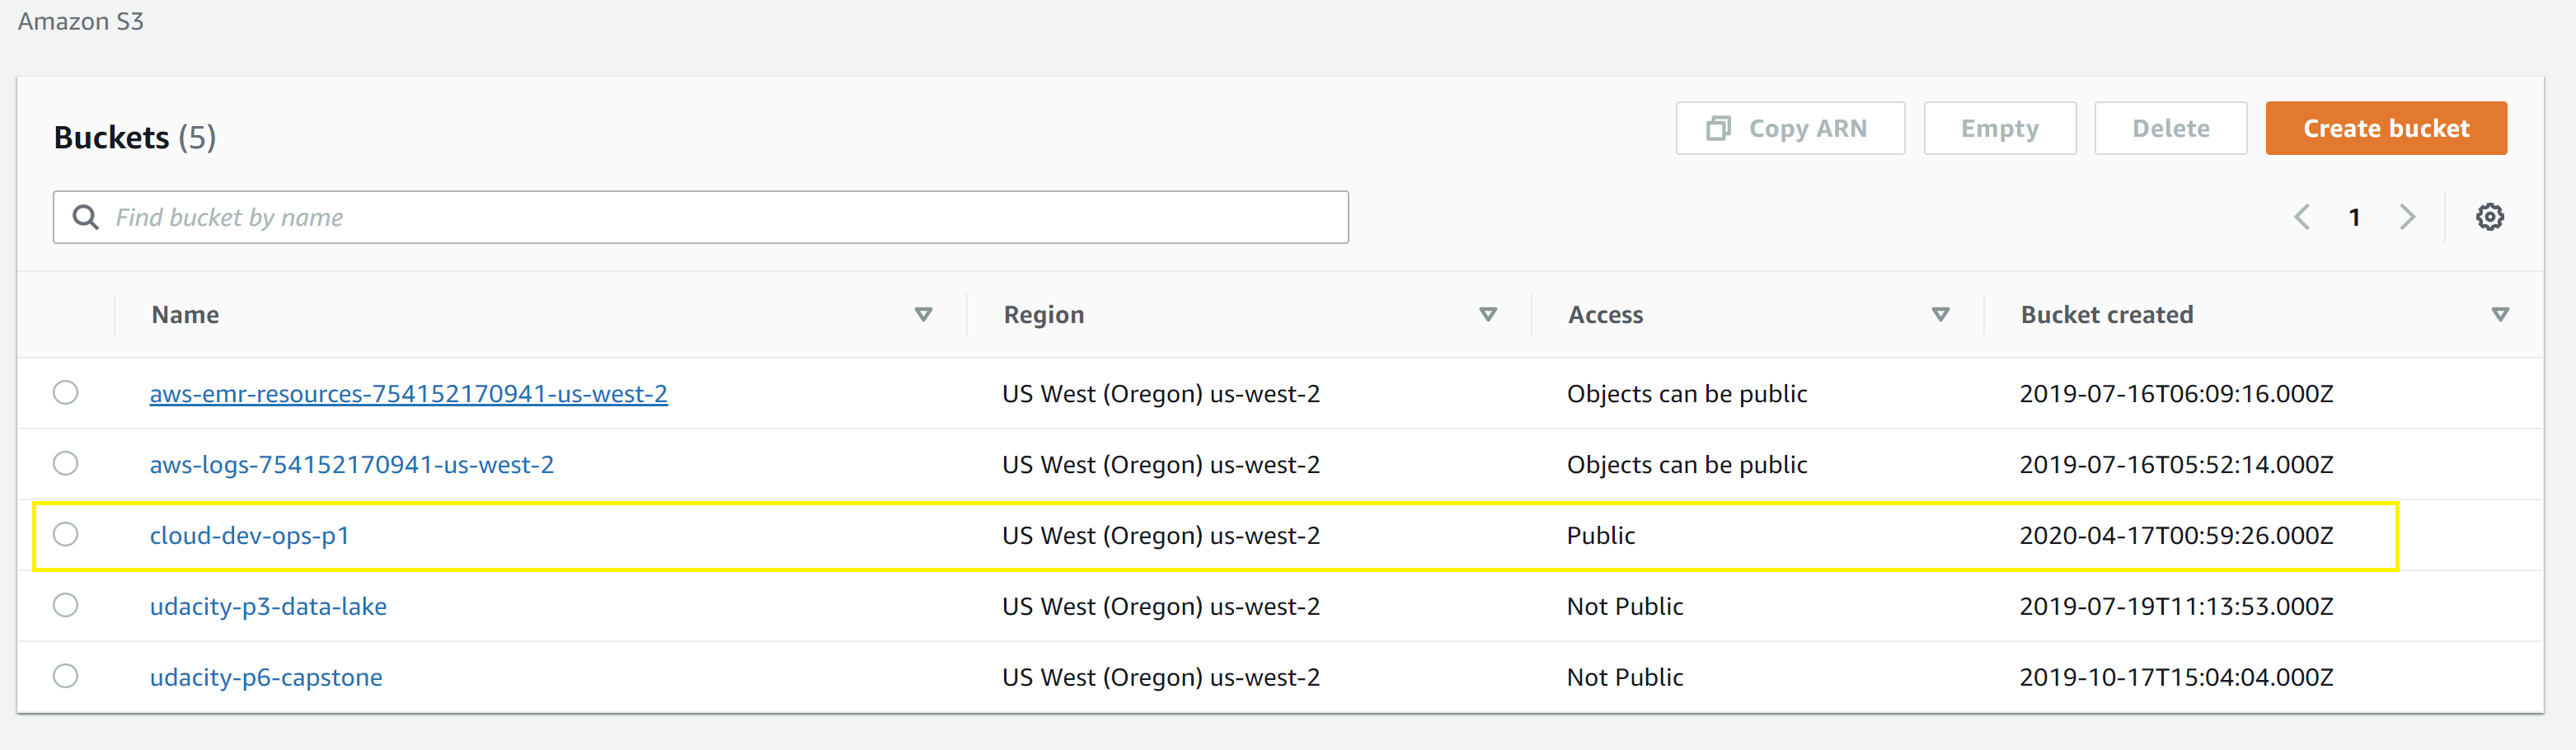 Amazon S3
Buckets (5)
Copy ARN
Empty
Delete
Create bucket
Find bucket by name
1
Name Region Access Bucket created
aws-emr-resources-754152170941-us-west-2 US West (Oregon) us-west-2 Objects can be public 2019-07-16T06:09:16.000Z
aws-logs-754152170941-us-west-2 US West (Oregon) us-west-2 Objects can be public 2019-07-16T05:52:14.000Z
cloud-dev-ops-p1 US West (Oregon) us-west-2 Public 2020-04-17T00:59:26.000Z
udacity-p3-data-lake US West (Oregon) us-west-2 Not Public 2019-07-19T11:13:53.000Z
udacity-p6-capstone US West (Oregon) us-west-2 Not Public 2019-10-17T15:04:04.000Z